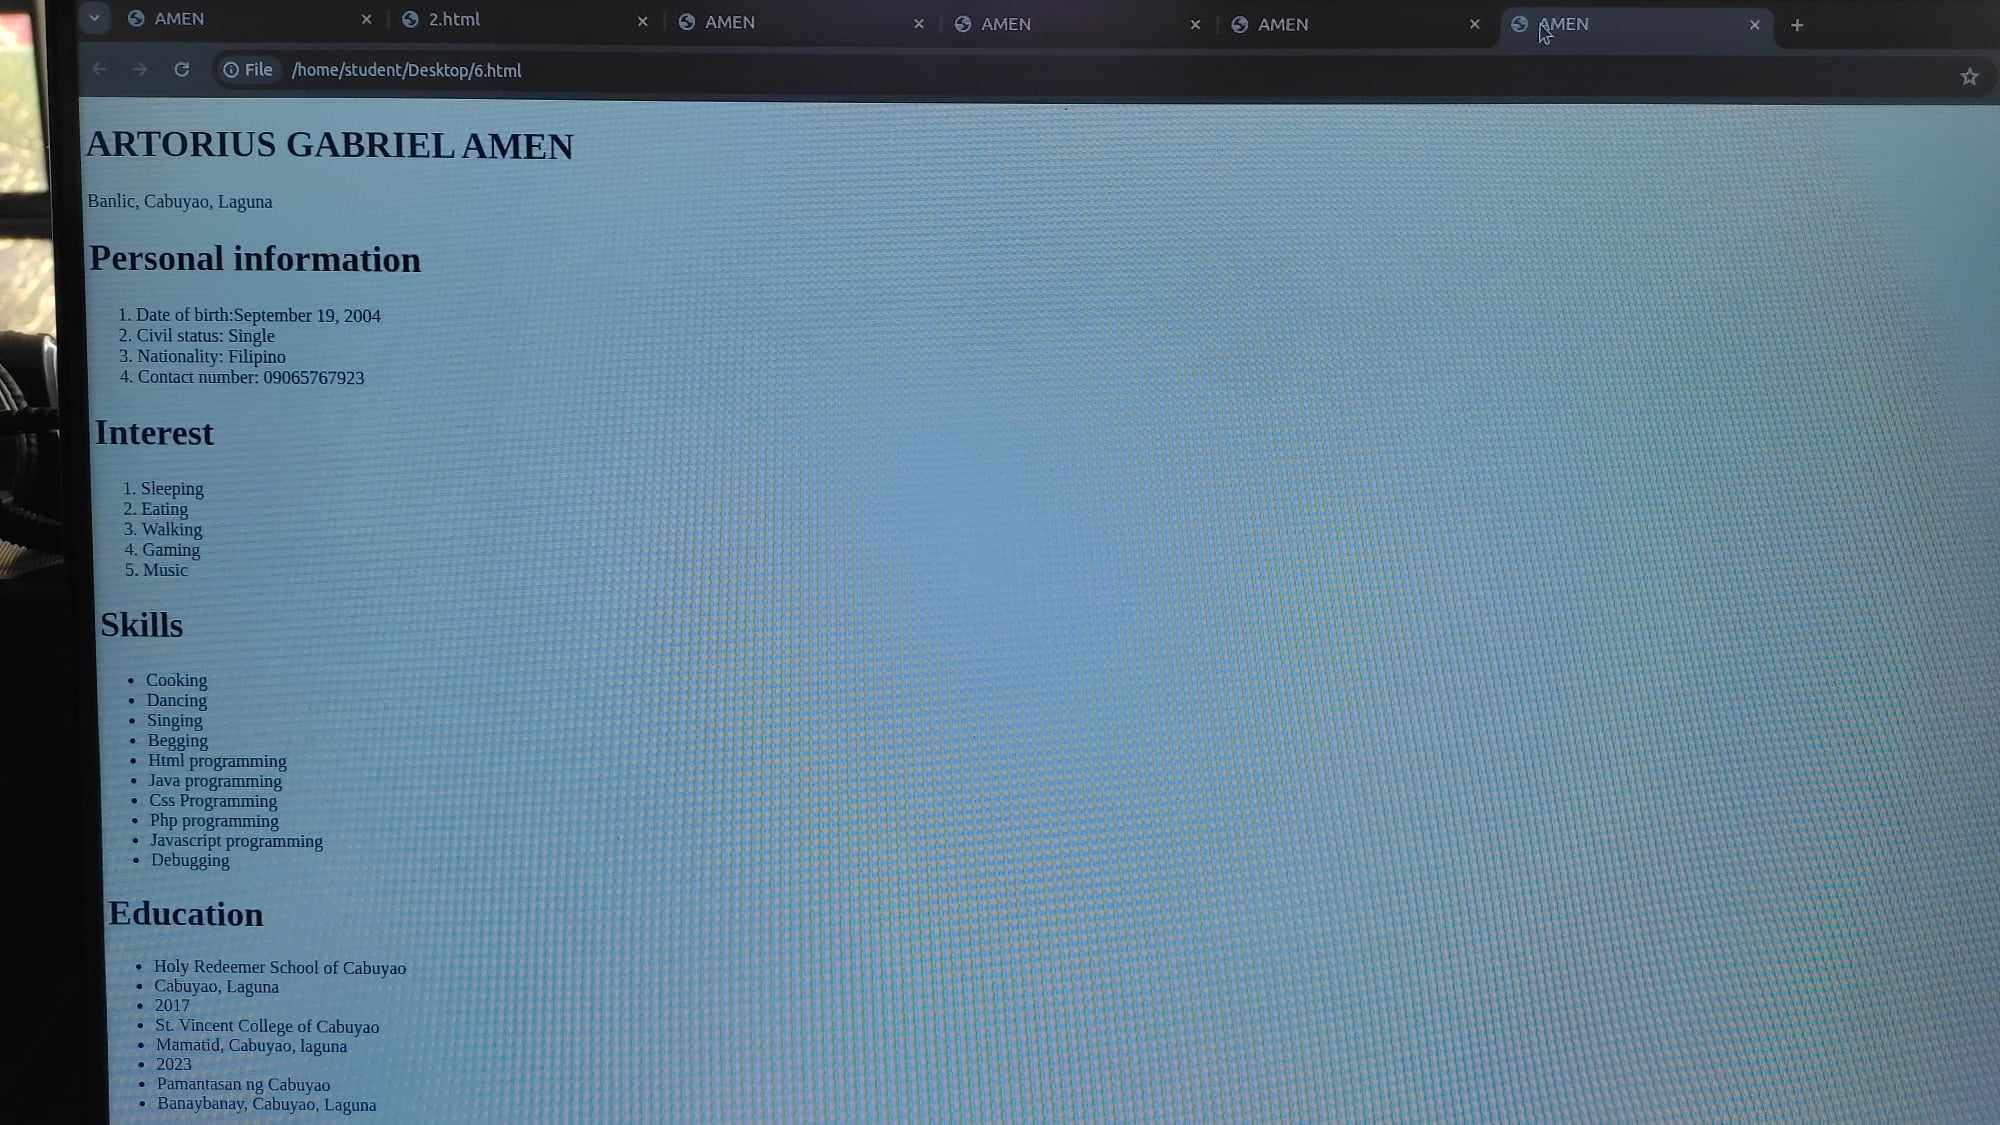 AMEN
2.html
AMEN
AMEN
AMEN
AMEN
File /home/student/Desktop/6.html
ARTORIUS GABRIEL AMEN
Banlic, Cabuyao, Laguna
Personal information
1. Date of birth:September 19, 2004
2. Civil status: Single
3. Nationality: Filipino
4. Contact number: 09065767923
Interest
1. Sleeping
2. Eating
3. Walking
4. Gaming
5. Music
Skills
• Cooking
• Dancing
• Singing
• Begging
• Html programming
• Java programming
• Css Programming
• Php programming
• Javascript programming
• Debugging
Education
• Holy Redeemer School of Cabuyao
• Cabuyao, Laguna
• 2017
• St. Vincent College of Cabuyao
• Mamatid, Cabuyao, laguna
• 2023
• Pamantasan ng Cabuyao
• Banaybanay, Cabuyao, Laguna